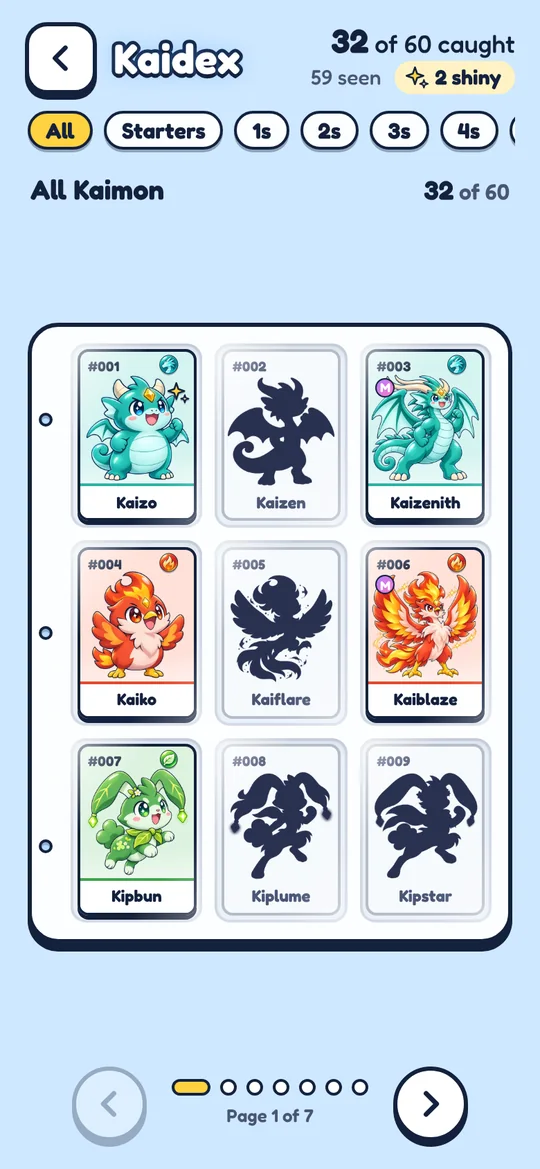 Kaidex
32 of 60 caught
59 seen
2 shiny
All
Starters
1s
2s
3s
4s
All Kaimon
32 of 60
#001
#002
#003
M
Kaizo
Kaizen
Kaizenith
#004
#005
#006
M
Kaiko
Kaiflare
Kaiblaze
#007
#008
#009
Kipbun
Kiplume
Kipstar
Page 1 of 7